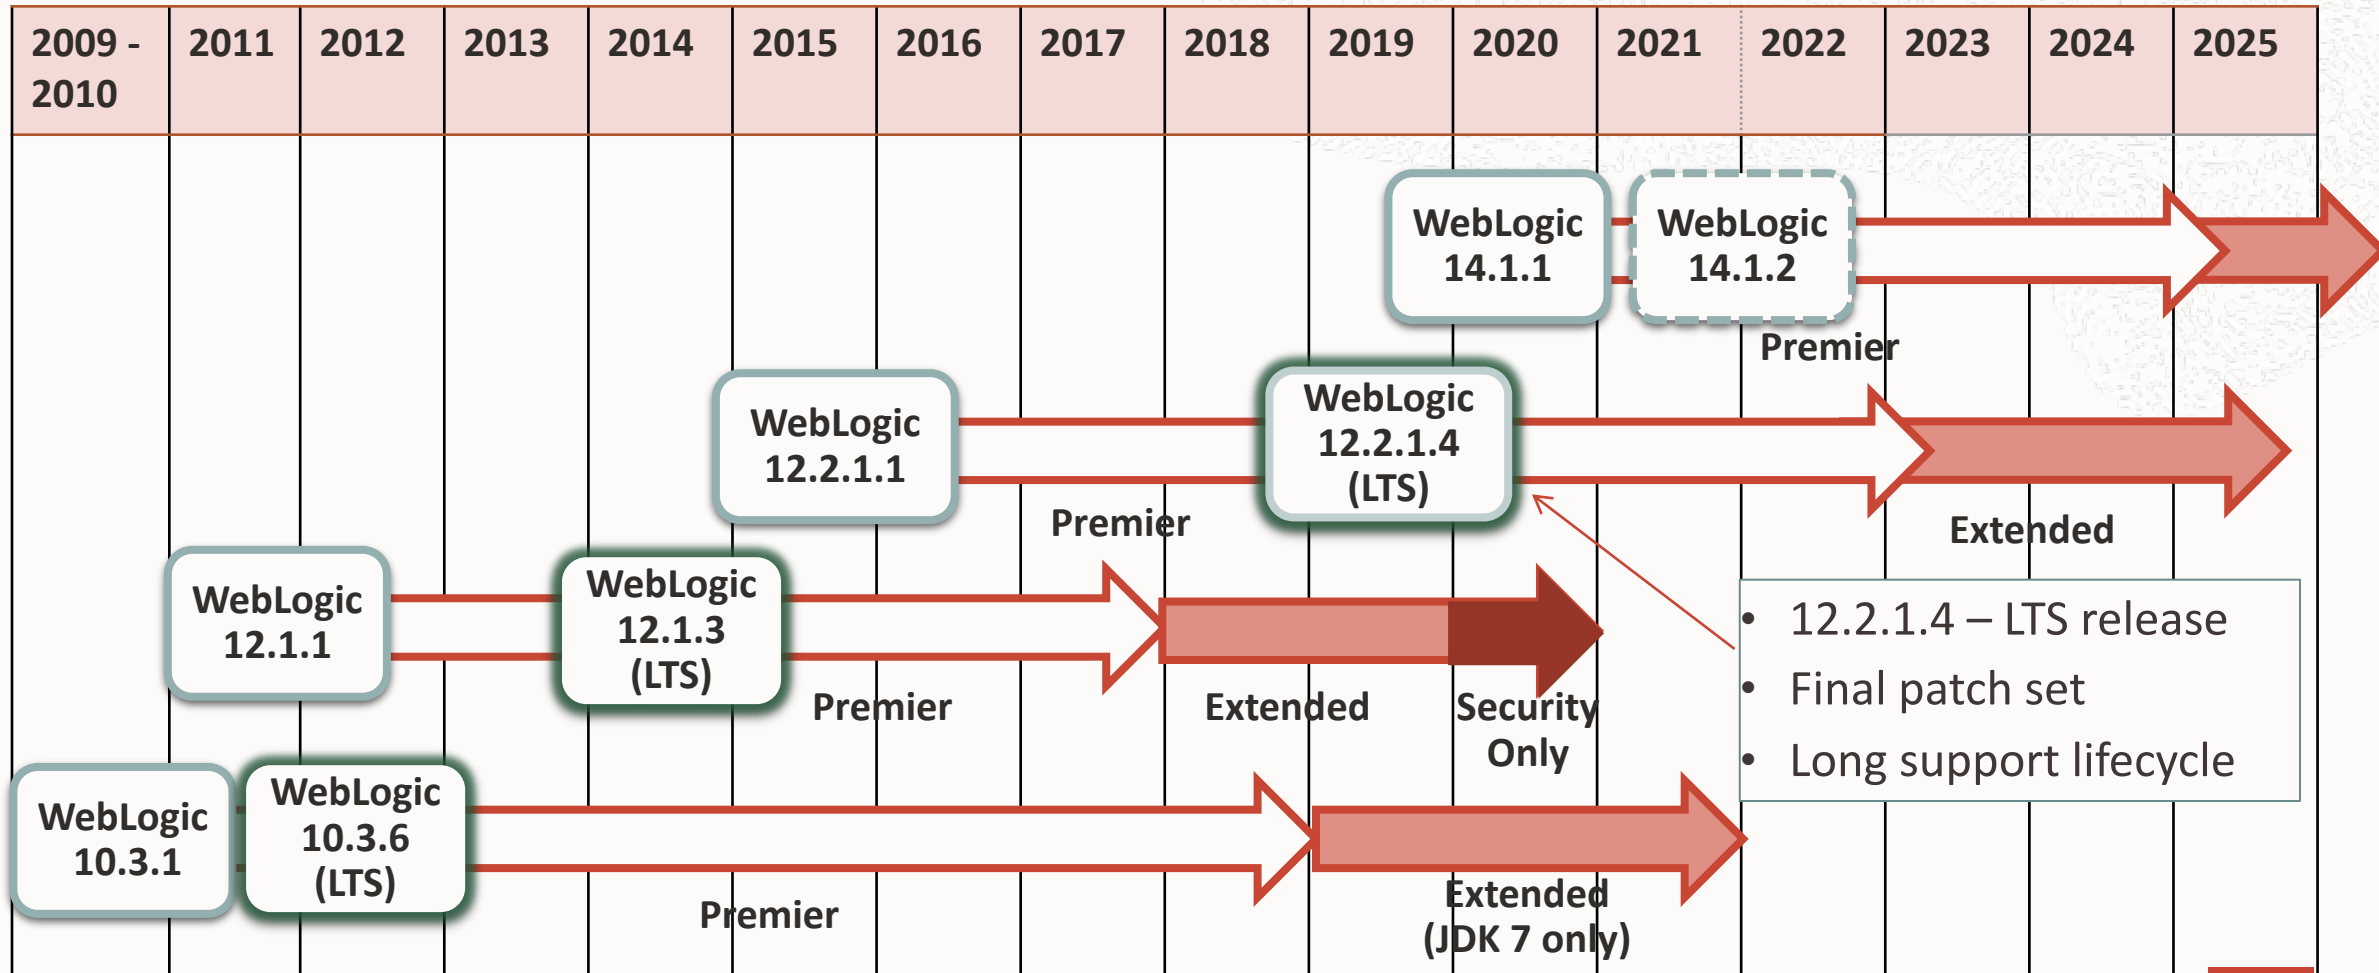 2009 -
2010
2011
2012
2013
2014
2015
2016
2017
2018
2019
2020
2021
2022
2023
2024
2025
WebLogic
14.1.1
WebLogic
14.1.2
Premier
WebLogic
12.2.1.1
WebLogic
12.2.1.4
(LTS)
Premier
Extended
WebLogic
12.1.1
WebLogic
12.1.3
(LTS)
Premier
Extended
Security
Only
• 12.2.1.4 – LTS release
• Final patch set
• Long support lifecycle
WebLogic
10.3.1
WebLogic
10.3.6
(LTS)
Premier
Extended
(JDK 7 only)